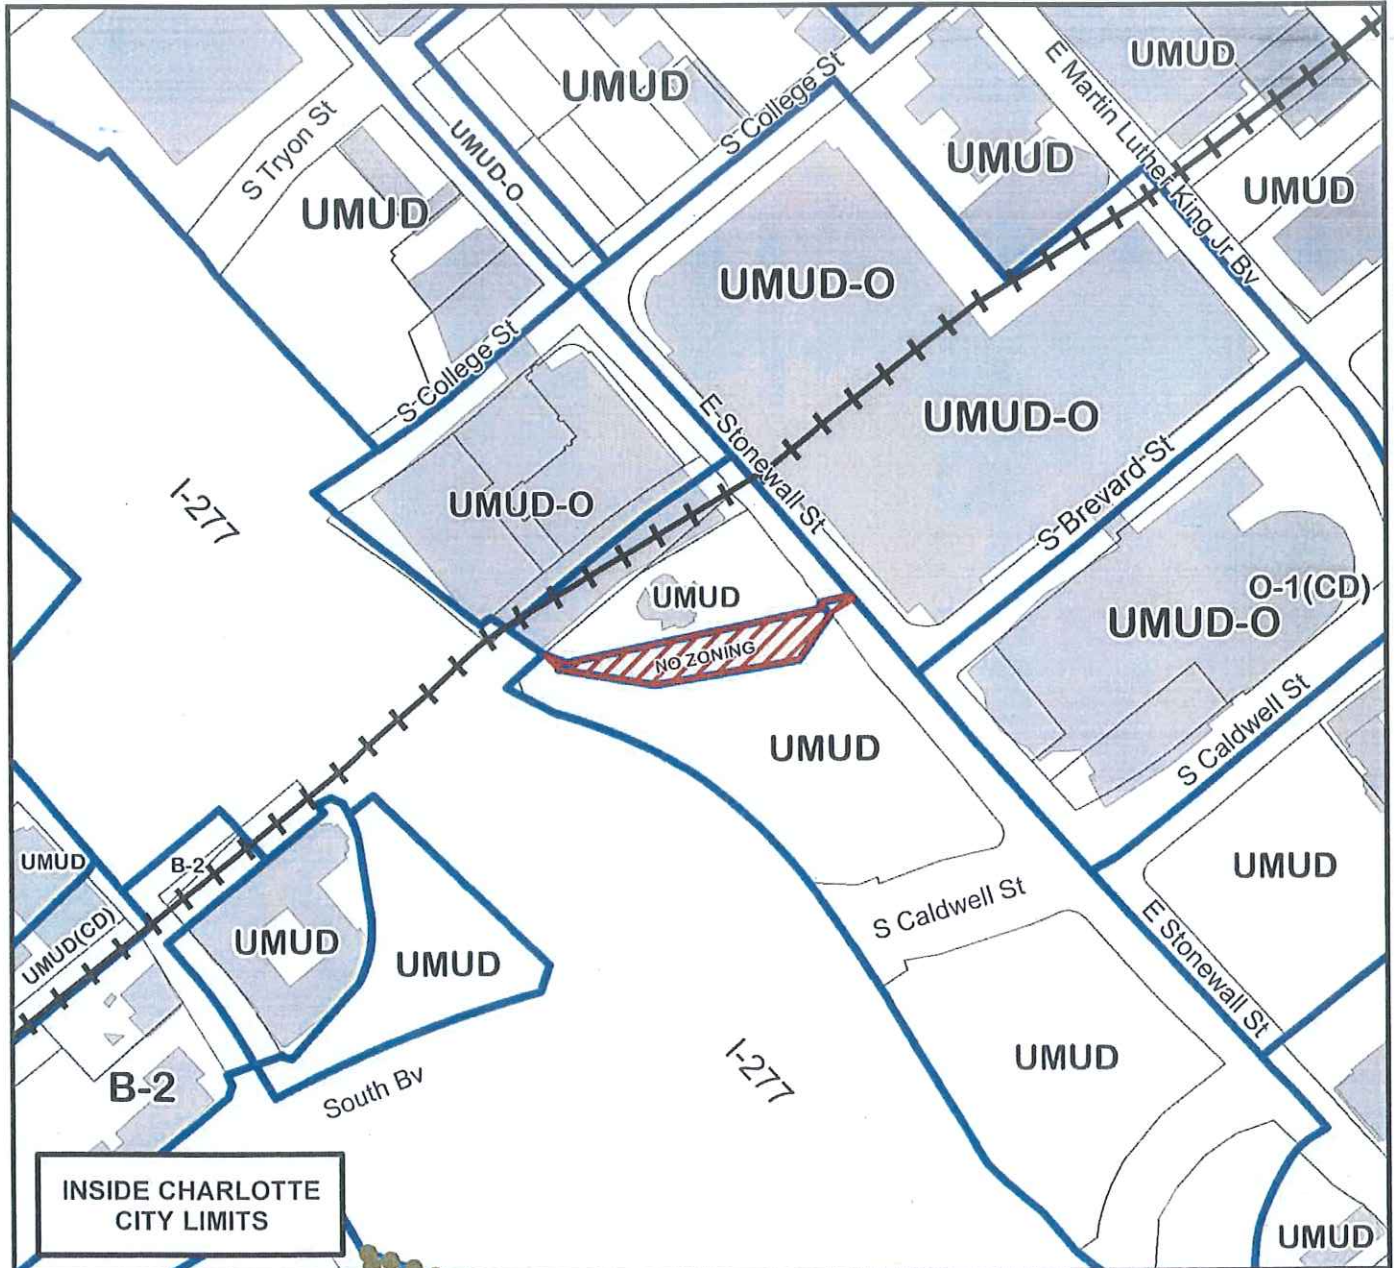 UMUD
UMUD
S College St
E Martin Luther King Jr Bv
S Tryon St
UMUD-O
UMUD
UMUD
UMUD
UMUD-O
S College St
UMUD-O
E Stonewall St
S Brevard St
I-277
UMUD-O
UMUD
NO ZONING
O-1(CD)
UMUD-O
UMUD
S Caldwell St
UMUD
B-2
UMUD
S Caldwell St
UMUD(CD)
UMUD
UMUD
E Stonewall St
B-2
South Bv
I-277
UMUD
INSIDE CHARLOTTE
CITY LIMITS
UMUD